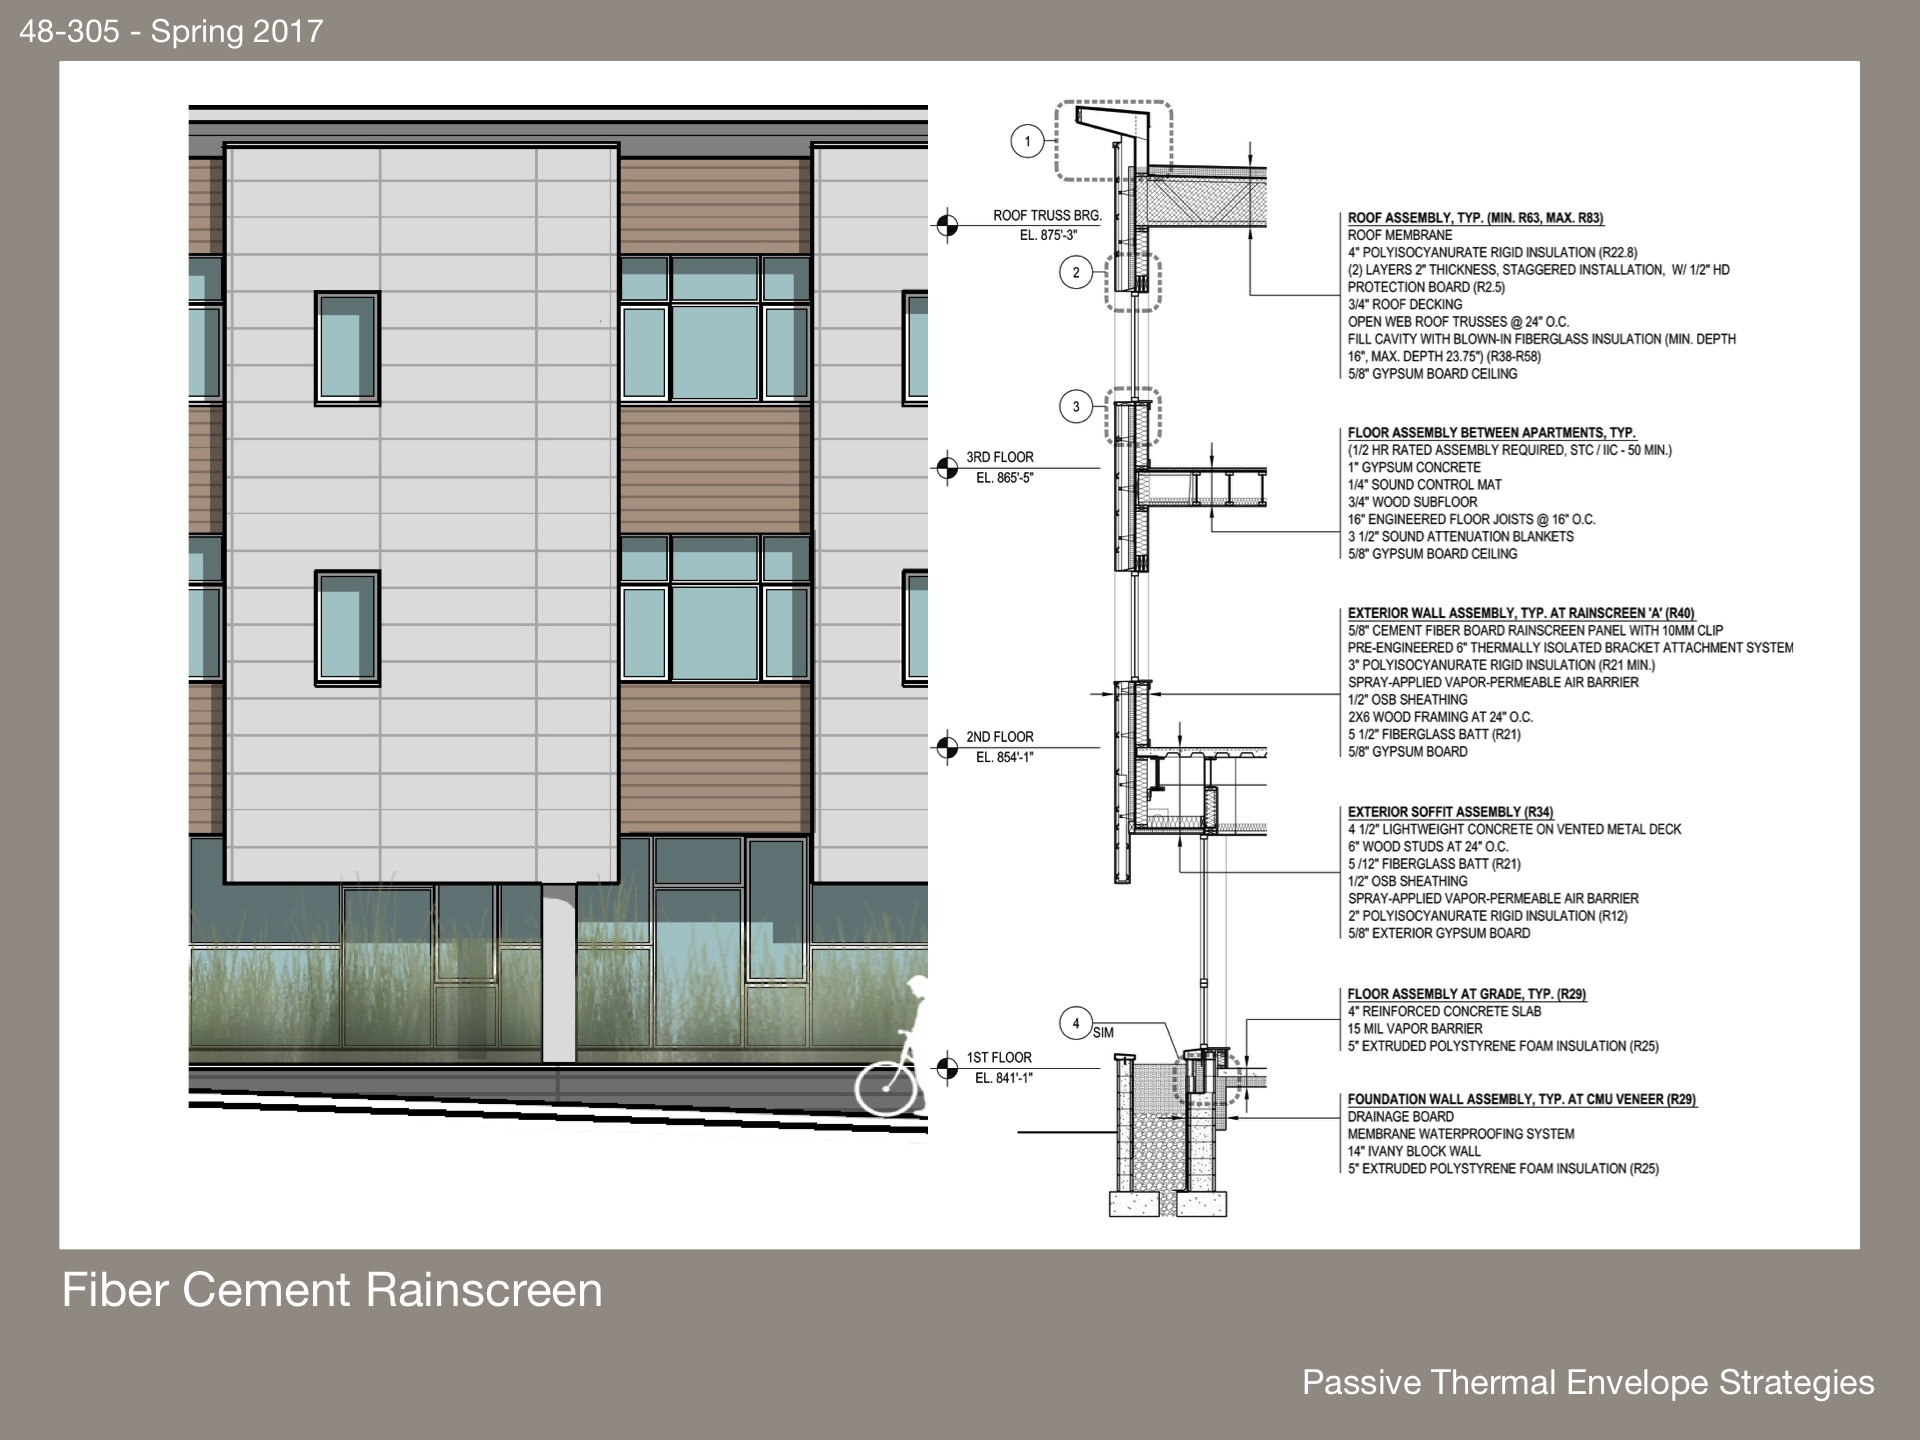 48-305 - Spring 2017
1
ROOF TRUSS BRG.
EL. 875'-3"
2
3
3RD FLOOR
EL. 865'-5"
2ND FLOOR
EL. 854'-1"
4
SIM
1ST FLOOR
EL. 841'-1"
ROOF ASSEMBLY, TYP. (MIN. R63, MAX. R83)
ROOF MEMBRANE
4" POLYISOCYANURATE RIGID INSULATION (R22.8)
(2) LAYERS 2" THICKNESS, STAGGERED INSTALLATION, W/ 1/2" HD
PROTECTION BOARD (R2.5)
3/4" ROOF DECKING
OPEN WEB ROOF TRUSSES @ 24" O.C.
FILL CAVITY WITH BLOWN-IN FIBERGLASS INSULATION (MIN. DEPTH
16", MAX. DEPTH 23.75") (R38-R58)
5/8" GYPSUM BOARD CEILING
FLOOR ASSEMBLY BETWEEN APARTMENTS, TYP.
(1/2 HR RATED ASSEMBLY REQUIRED, STC / IIC - 50 MIN.)
1" GYPSUM CONCRETE
1/4" SOUND CONTROL MAT
3/4" WOOD SUBFLOOR
16" ENGINEERED FLOOR JOISTS @ 16" O.C.
3 1/2" SOUND ATTENUATION BLANKETS
5/8" GYPSUM BOARD CEILING
EXTERIOR WALL ASSEMBLY, TYP. AT RAINSCREEN 'A' (R40)
5/8" CEMENT FIBER BOARD RAINSCREEN PANEL WITH 10MM CLIP
PRE-ENGINEERED 6" THERMALLY ISOLATED BRACKET ATTACHMENT SYSTEM
3" POLYISOCYANURATE RIGID INSULATION (R21 MIN.)
SPRAY-APPLIED VAPOR-PERMEABLE AIR BARRIER
1/2" OSB SHEATHING
2X6 WOOD FRAMING AT 24" O.C.
5 1/2" FIBERGLASS BATT (R21)
5/8" GYPSUM BOARD
EXTERIOR SOFFIT ASSEMBLY (R34)
4 1/2" LIGHTWEIGHT CONCRETE ON VENTED METAL DECK
6" WOOD STUDS AT 24" O.C.
5 /12" FIBERGLASS BATT (R21)
1/2" OSB SHEATHING
SPRAY-APPLIED VAPOR-PERMEABLE AIR BARRIER
2" POLYISOCYANURATE RIGID INSULATION (R12)
5/8" EXTERIOR GYPSUM BOARD
FLOOR ASSEMBLY AT GRADE, TYP. (R29)
4" REINFORCED CONCRETE SLAB
15 MIL VAPOR BARRIER
5" EXTRUDED POLYSTYRENE FOAM INSULATION (R25)
FOUNDATION WALL ASSEMBLY, TYP. AT CMU VENEER (R29)
DRAINAGE BOARD
MEMBRANE WATERPROOFING SYSTEM
14" IVANY BLOCK WALL
5" EXTRUDED POLYSTYRENE FOAM INSULATION (R25)
Fiber Cement Rainscreen
Passive Thermal Envelope Strategies